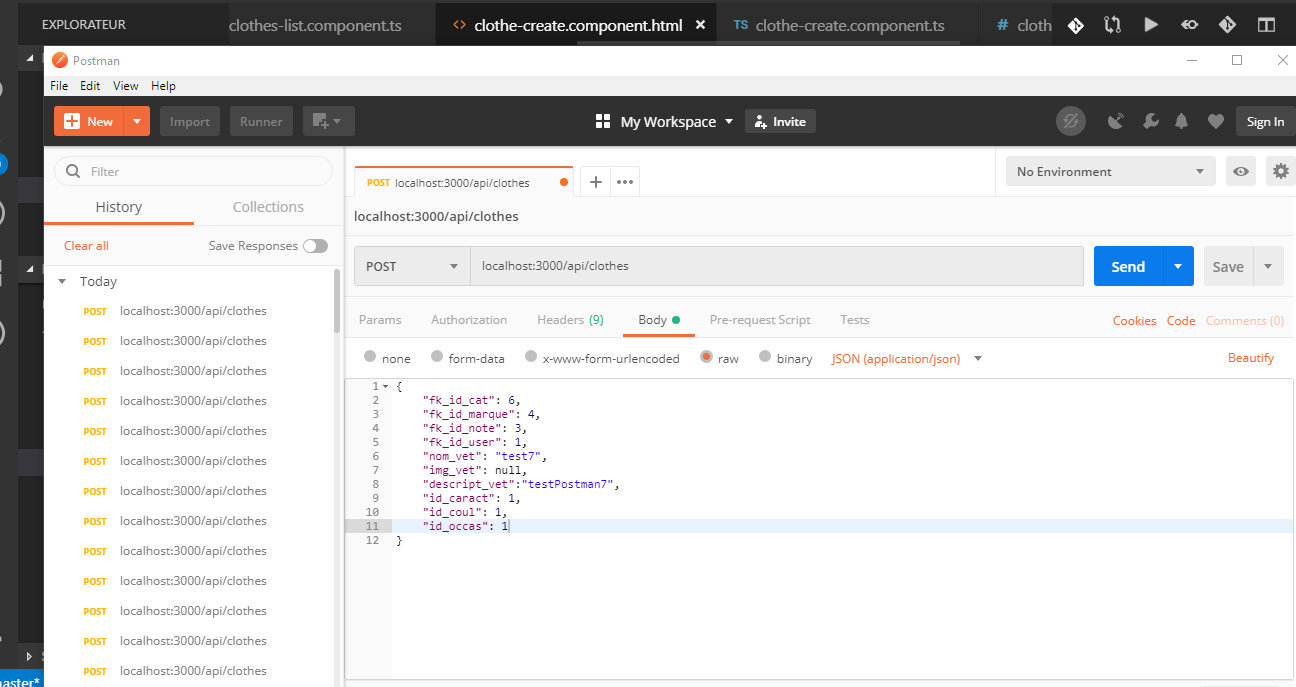 EXPLORATEUR clothes-list.component.ts <> clothe-create.component.html × TS clothe-create.component.ts # cloth
Postman
File Edit View Help
New Import Runner My Workspace Invite Sign In
Filter
History Collections
Clear all Save Responses
Today
POST localhost:3000/api/clothes
POST localhost:3000/api/clothes
POST localhost:3000/api/clothes
POST localhost:3000/api/clothes
POST localhost:3000/api/clothes
POST localhost:3000/api/clothes
POST localhost:3000/api/clothes
POST localhost:3000/api/clothes
POST localhost:3000/api/clothes
POST localhost:3000/api/clothes
POST localhost:3000/api/clothes
POST localhost:3000/api/clothes
POST localhost:3000/api/clothes
aster*
POST localhost:3000/api/clothes + ••• No Environment
localhost:3000/api/clothes
POST localhost:3000/api/clothes Send Save
Params Authorization Headers (9) Body Pre-request Script Tests Cookies Code Comments (0)
none form-data x-www-form-urlencoded raw binary JSON (application/json) Beautify
1 {
2 "fk_id_cat": 6,
3 "fk_id_marque": 4,
4 "fk_id_note": 3,
5 "fk_id_user": 1,
6 "nom_vet": "test7",
7 "img_vet": null,
8 "descript_vet":"testPostman7",
9 "id_caract": 1,
10 "id_coul": 1,
11 "id_occas": 1
12 }